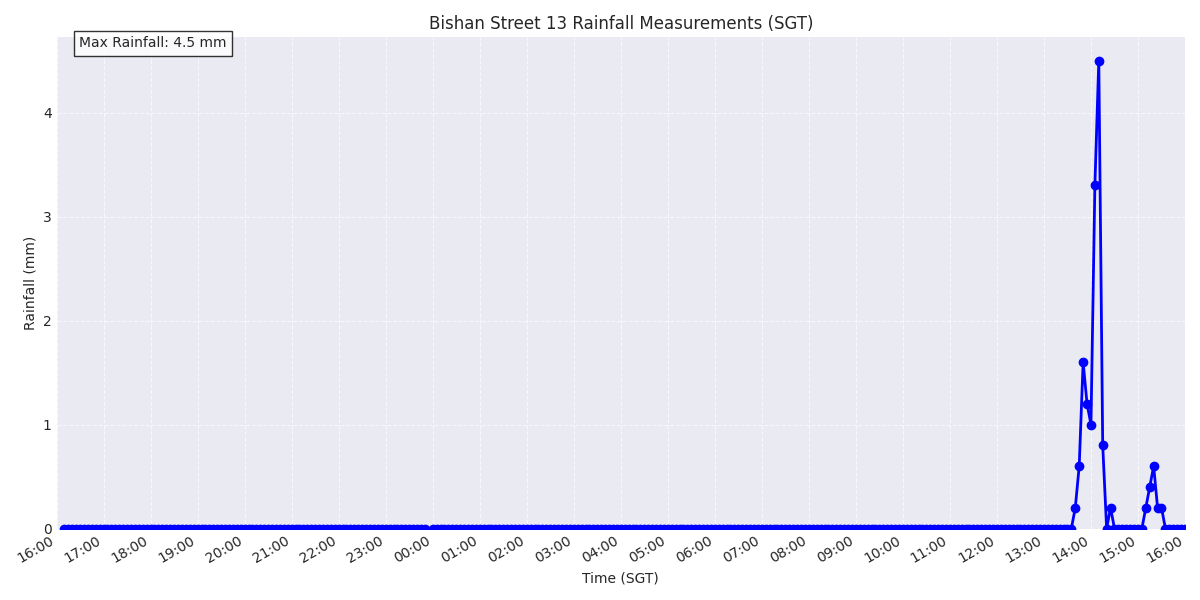 Bishan Street 13 Rainfall Measurements (SGT)
Max Rainfall: 4.5 mm
Rainfall (mm)
4
3
2
1
0
16:00 17:00 18:00 19:00 20:00 21:00 22:00 23:00 00:00 01:00 02:00 03:00 04:00 05:00 06:00 07:00 08:00 09:00 10:00 11:00 12:00 13:00 14:00 15:00 16:00
Time (SGT)